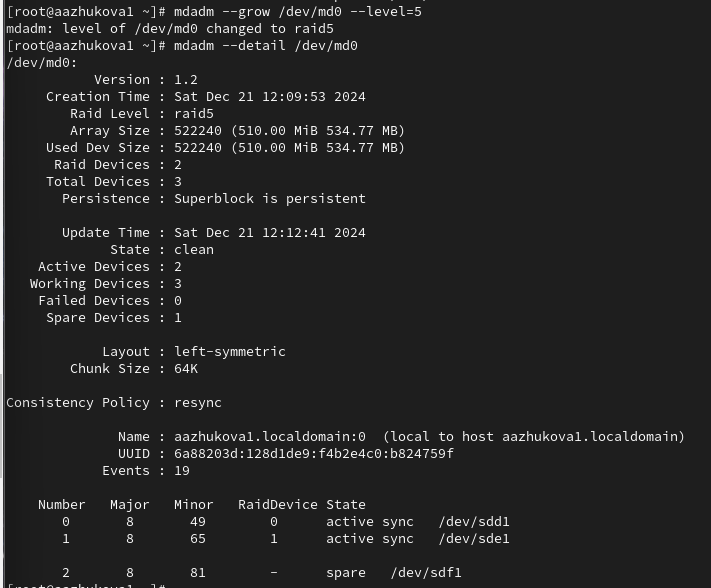 [root@aazhukova1 ~]# mdadm --grow /dev/md0 --level=5
mdadm: level of /dev/md0 changed to raid5
[root@aazhukova1 ~]# mdadm --detail /dev/md0
/dev/md0:
           Version : 1.2
     Creation Time : Sat Dec 21 12:09:53 2024
        Raid Level : raid5
        Array Size : 522240 (510.00 MiB 534.77 MB)
     Used Dev Size : 522240 (510.00 MiB 534.77 MB)
      Raid Devices : 2
     Total Devices : 3
       Persistence : Superblock is persistent

       Update Time : Sat Dec 21 12:12:41 2024
             State : clean
    Active Devices : 2
   Working Devices : 3
    Failed Devices : 0
     Spare Devices : 1

            Layout : left-symmetric
        Chunk Size : 64K

Consistency Policy : resync

              Name : aazhukova1.localdomain:0  (local to host aazhukova1.localdomain)
              UUID : 6a88203d:128d1de9:f4b2e4c0:b824759f
            Events : 19

    Number   Major   Minor   RaidDevice State
       0       8       49        0      active sync   /dev/sdd1
       1       8       65        1      active sync   /dev/sde1

       2       8       81        -      spare   /dev/sdf1
[root@aazhukova1 ~]#